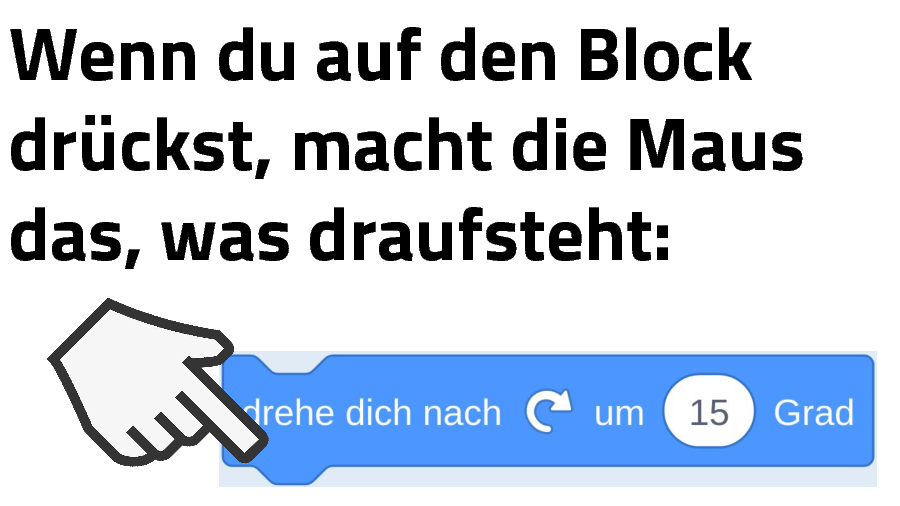 Wenn du auf den Block
drückst, macht die Maus
das, was draufsteht:
drehe dich nach um 15 Grad